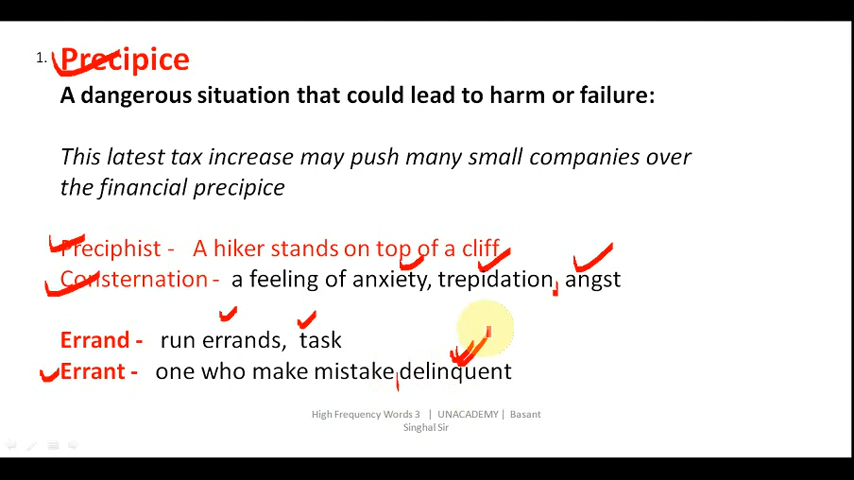 1. Precipice
A dangerous situation that could lead to harm or failure:
This latest tax increase may push many small companies over
the financial precipice
Preciphist - A hiker stands on top of a cliff
Consternation - a feeling of anxiety, trepidation, angst
Errand - run errands, task
Errant - one who make mistake delinquent
High Frequency Words 3 | UNACADEMY | Basant
Singhal Sir